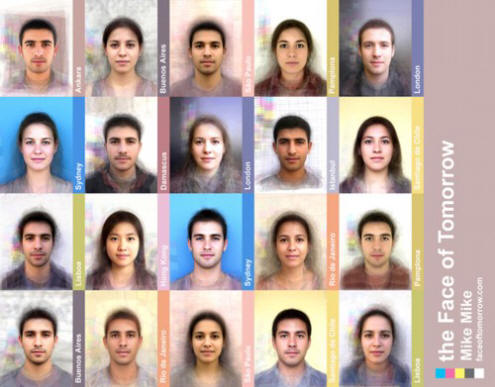 Ankara
Buenos Aires
São Paulo
Pamplona
London
Sydney
Damascus
London
Istanbul
Santiago de Chile
Lisboa
Hong Kong
Sydney
Rio de Janeiro
Pamplona
Buenos Aires
Rio de Janeiro
São Paulo
Santiago de Chile
Lisboa
the Face of Tomorrow
Mike Mike
faceoftomorrow.com